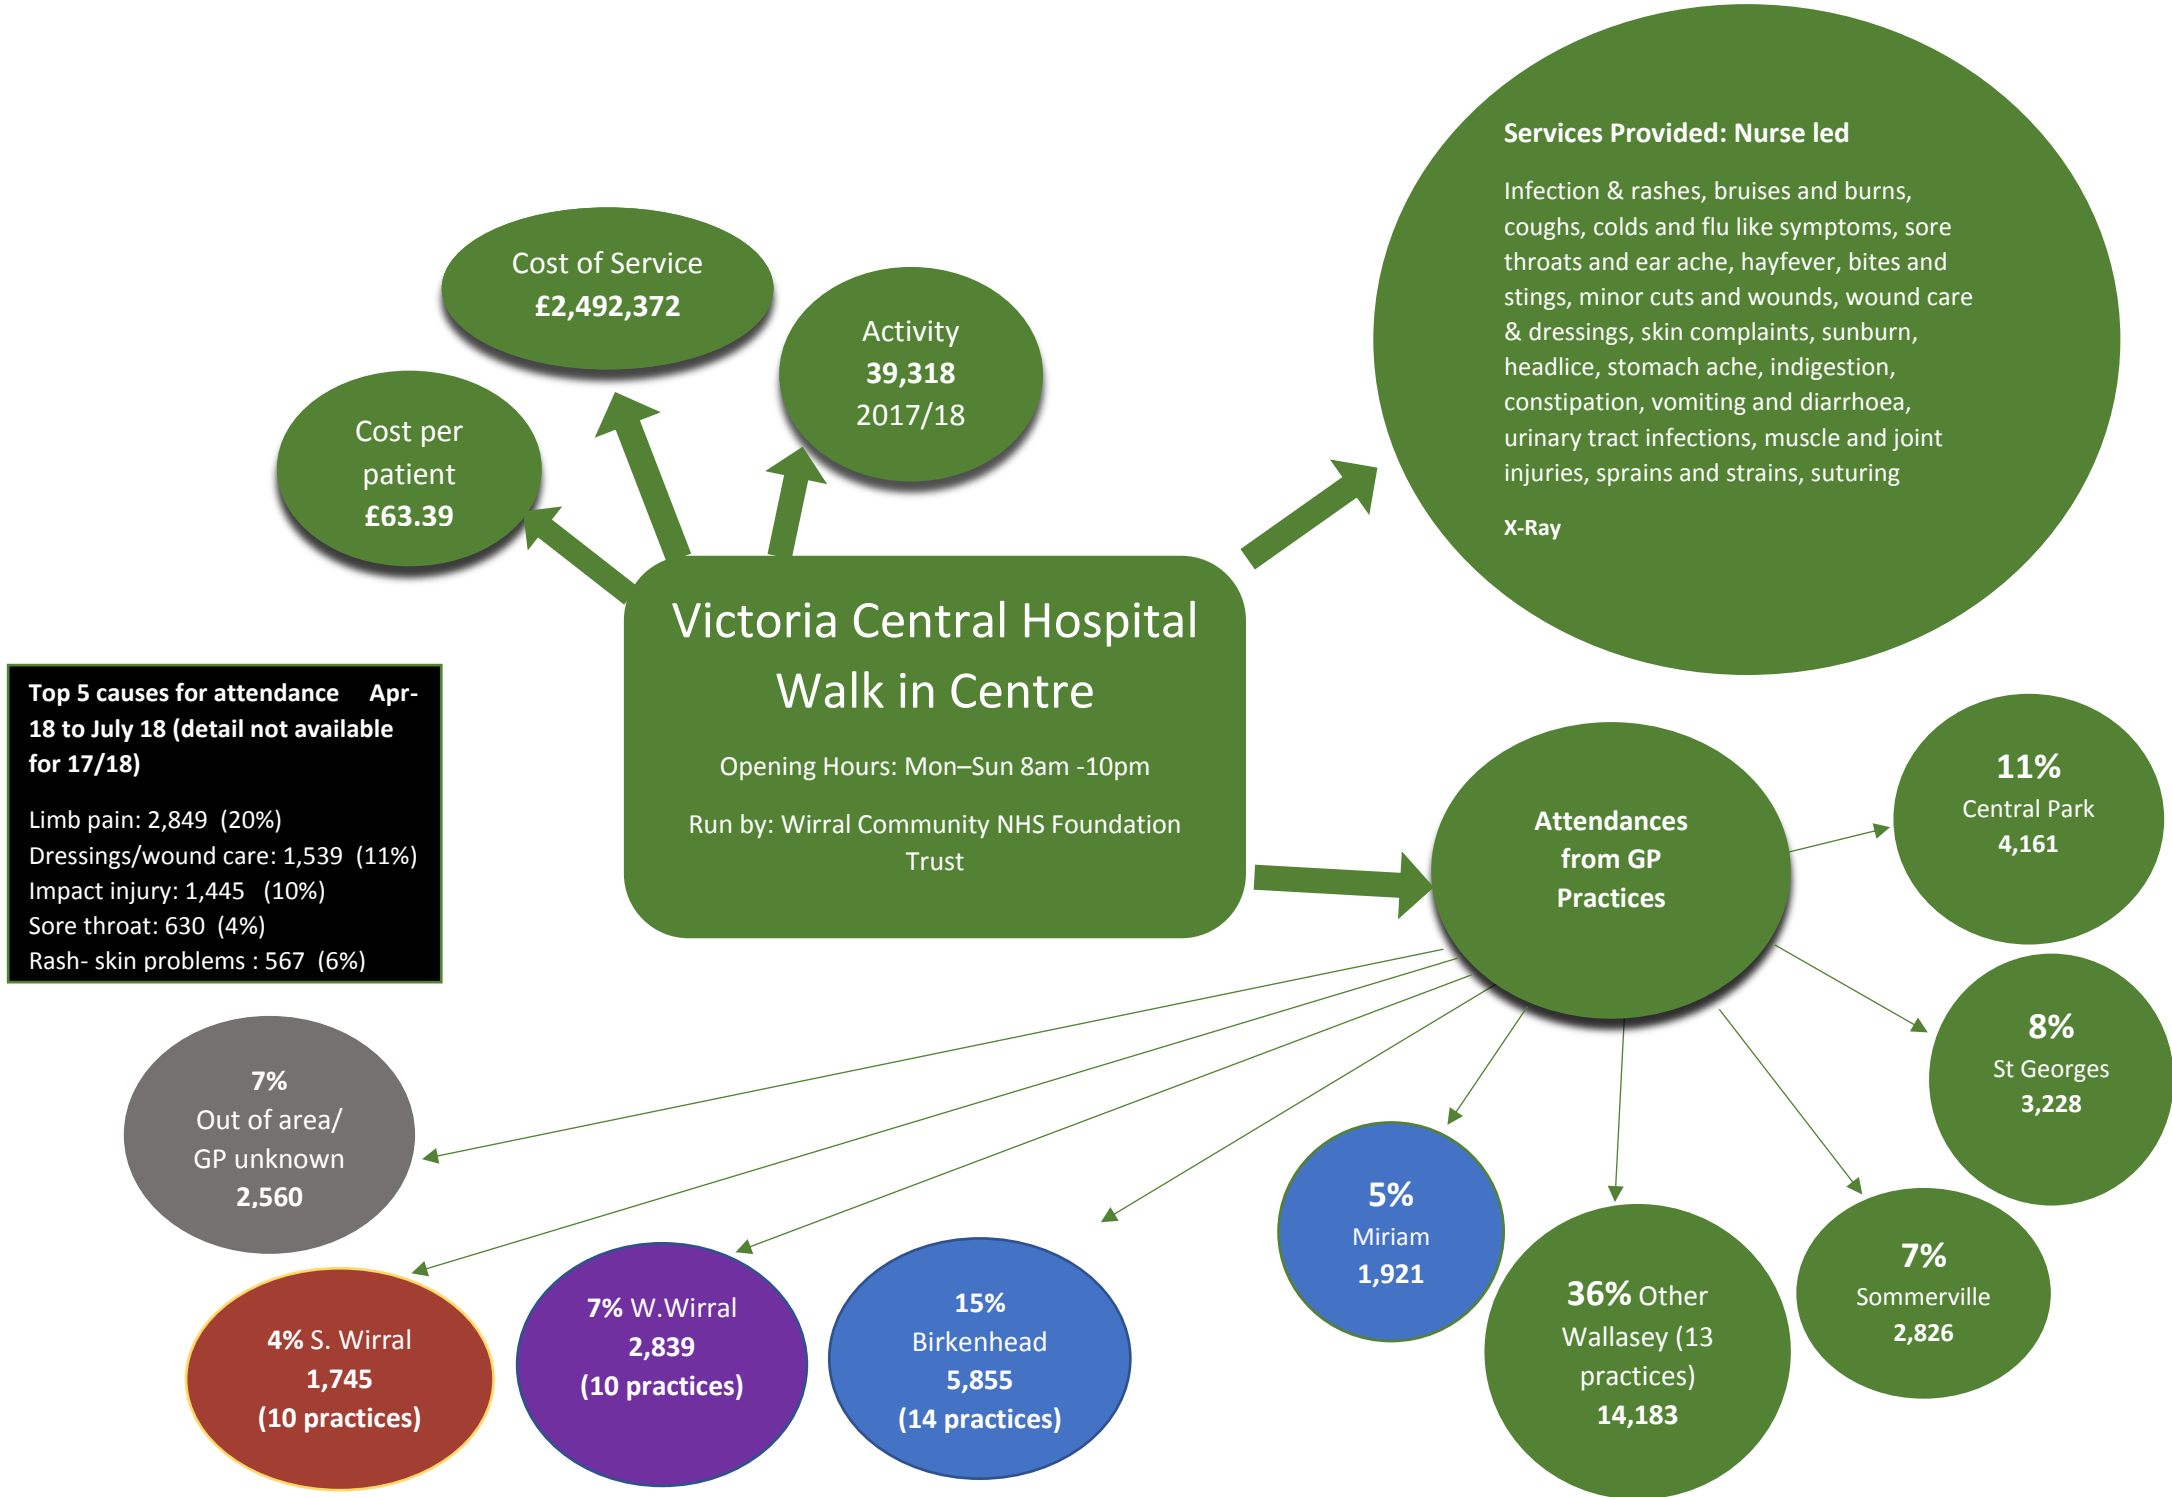 Services Provided: Nurse led
Infection & rashes, bruises and burns,
coughs, colds and flu like symptoms, sore
throats and ear ache, hayfever, bites and
stings, minor cuts and wounds, wound care
& dressings, skin complaints, sunburn,
headlice, stomach ache, indigestion,
constipation, vomiting and diarrhoea,
urinary tract infections, muscle and joint
injuries, sprains and strains, suturing
X-Ray
Cost of Service
£2,492,372
Activity
39,318
2017/18
Cost per
patient
£63.39
Victoria Central Hospital
Walk in Centre
Opening Hours: Mon–Sun 8am -10pm
Run by: Wirral Community NHS Foundation
Trust
Top 5 causes for attendance Apr-
18 to July 18 (detail not available
for 17/18)
Limb pain: 2,849 (20%)
Dressings/wound care: 1,539 (11%)
Impact injury: 1,445 (10%)
Sore throat: 630 (4%)
Rash- skin problems : 567 (6%)
Attendances
from GP
Practices
11%
Central Park
4,161
8%
St Georges
3,228
7%
Sommerville
2,826
36% Other
Wallasey (13
practices)
14,183
5%
Miriam
1,921
15%
Birkenhead
5,855
(14 practices)
7% W.Wirral
2,839
(10 practices)
4% S. Wirral
1,745
(10 practices)
7%
Out of area/
GP unknown
2,560